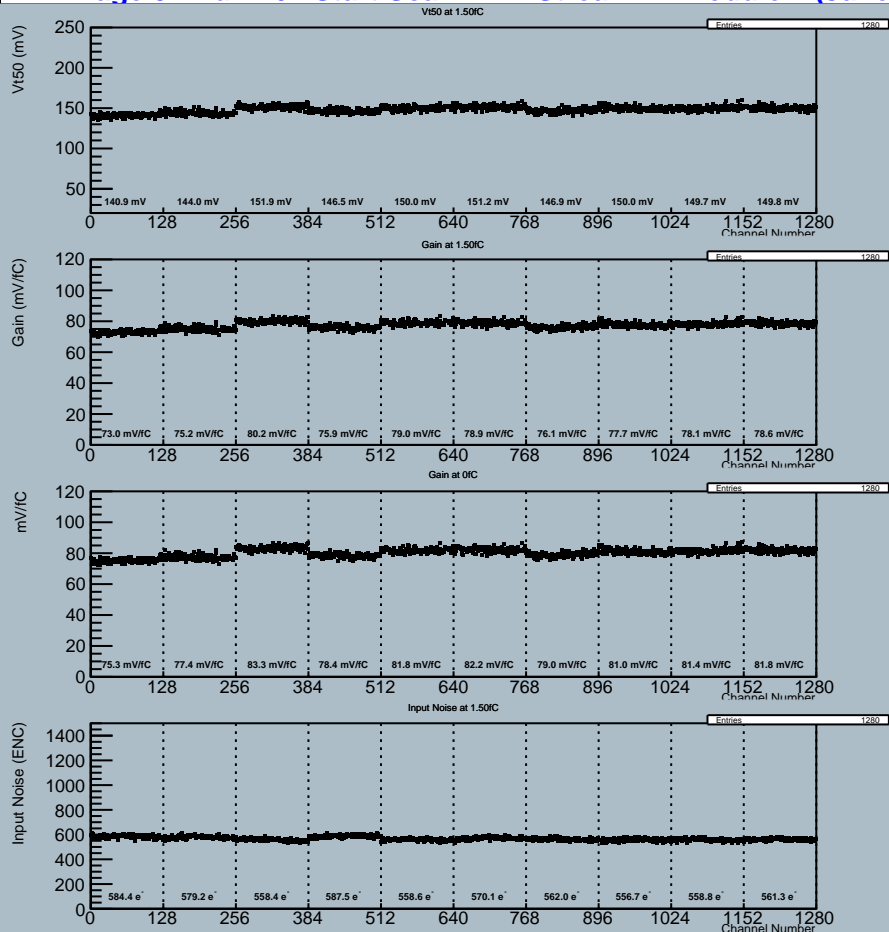 Vt50 at 1.50fC
Entries 1280
Vt50 (mV)
250
200
150
100
50
140.9 mV 144.0 mV 151.9 mV 146.5 mV 150.0 mV 151.2 mV 146.9 mV 150.0 mV 149.7 mV 149.8 mV
0 128 256 384 512 640 768 896 1024 1152 1280
Channel Number
Gain at 1.50fC
Entries 1280
Gain (mV/fC)
120
100
80
60
40
20
0
73.0 mV/fC 75.2 mV/fC 80.2 mV/fC 75.9 mV/fC 79.0 mV/fC 78.9 mV/fC 76.1 mV/fC 77.7 mV/fC 78.1 mV/fC 78.6 mV/fC
0 128 256 384 512 640 768 896 1024 1152 1280
Channel Number
Gain at 0fC
Entries 1280
mV/fC
120
100
80
60
40
20
0
75.3 mV/fC 77.4 mV/fC 83.3 mV/fC 78.4 mV/fC 81.8 mV/fC 82.2 mV/fC 79.0 mV/fC 81.0 mV/fC 81.4 mV/fC 81.8 mV/fC
0 128 256 384 512 640 768 896 1024 1152 1280
Channel Number
Input Noise at 1.50fC
Entries 1280
Input Noise (ENC)
1400
1200
1000
800
600
400
200
0
584.4 e⁻ 579.2 e⁻ 558.4 e⁻ 587.5 e⁻ 558.6 e⁻ 570.1 e⁻ 562.0 e⁻ 556.7 e⁻ 558.8 e⁻ 561.3 e⁻
0 128 256 384 512 640 768 896 1024 1152 1280
Channel Number